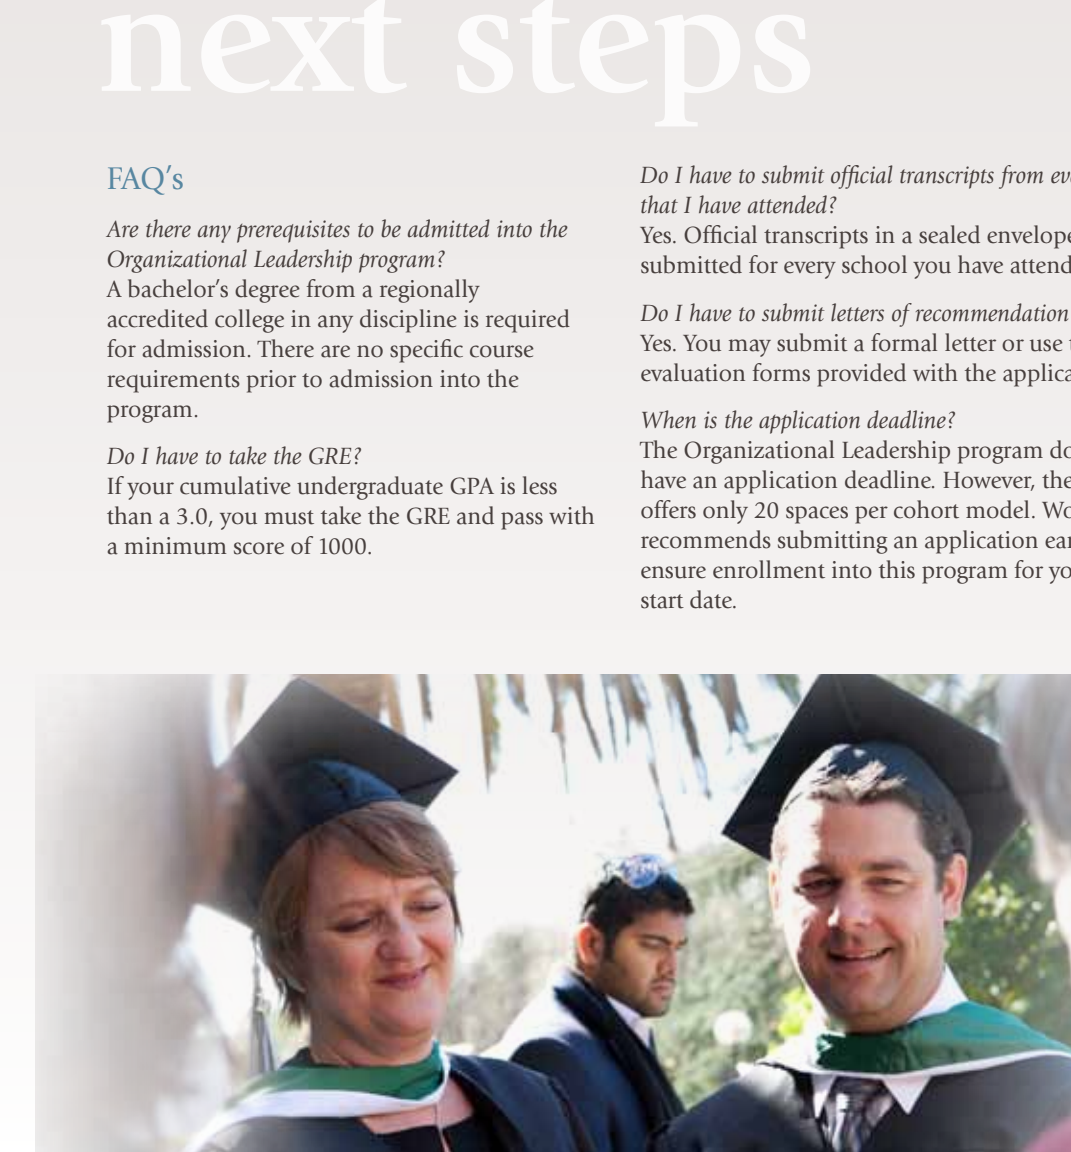 next steps
FAQ's
Are there any prerequisites to be admitted into the
Organizational Leadership program?
A bachelor's degree from a regionally
accredited college in any discipline is required
for admission. There are no specific course
requirements prior to admission into the
program.
Do I have to take the GRE?
If your cumulative undergraduate GPA is less
than a 3.0, you must take the GRE and pass with
a minimum score of 1000.
Do I have to submit official transcripts from
that I have attended?
Yes. Official transcripts in a sealed envelope
submitted for every school you have
Do I have to submit letters of recommendation
Yes. You may submit a formal letter or use
evaluation forms provided with the
When is the application deadline?
The Organizational Leadership program
have an application deadline. However, the
offers only 20 spaces per cohort model.
recommends submitting an application
ensure enrollment into this program for
start date.